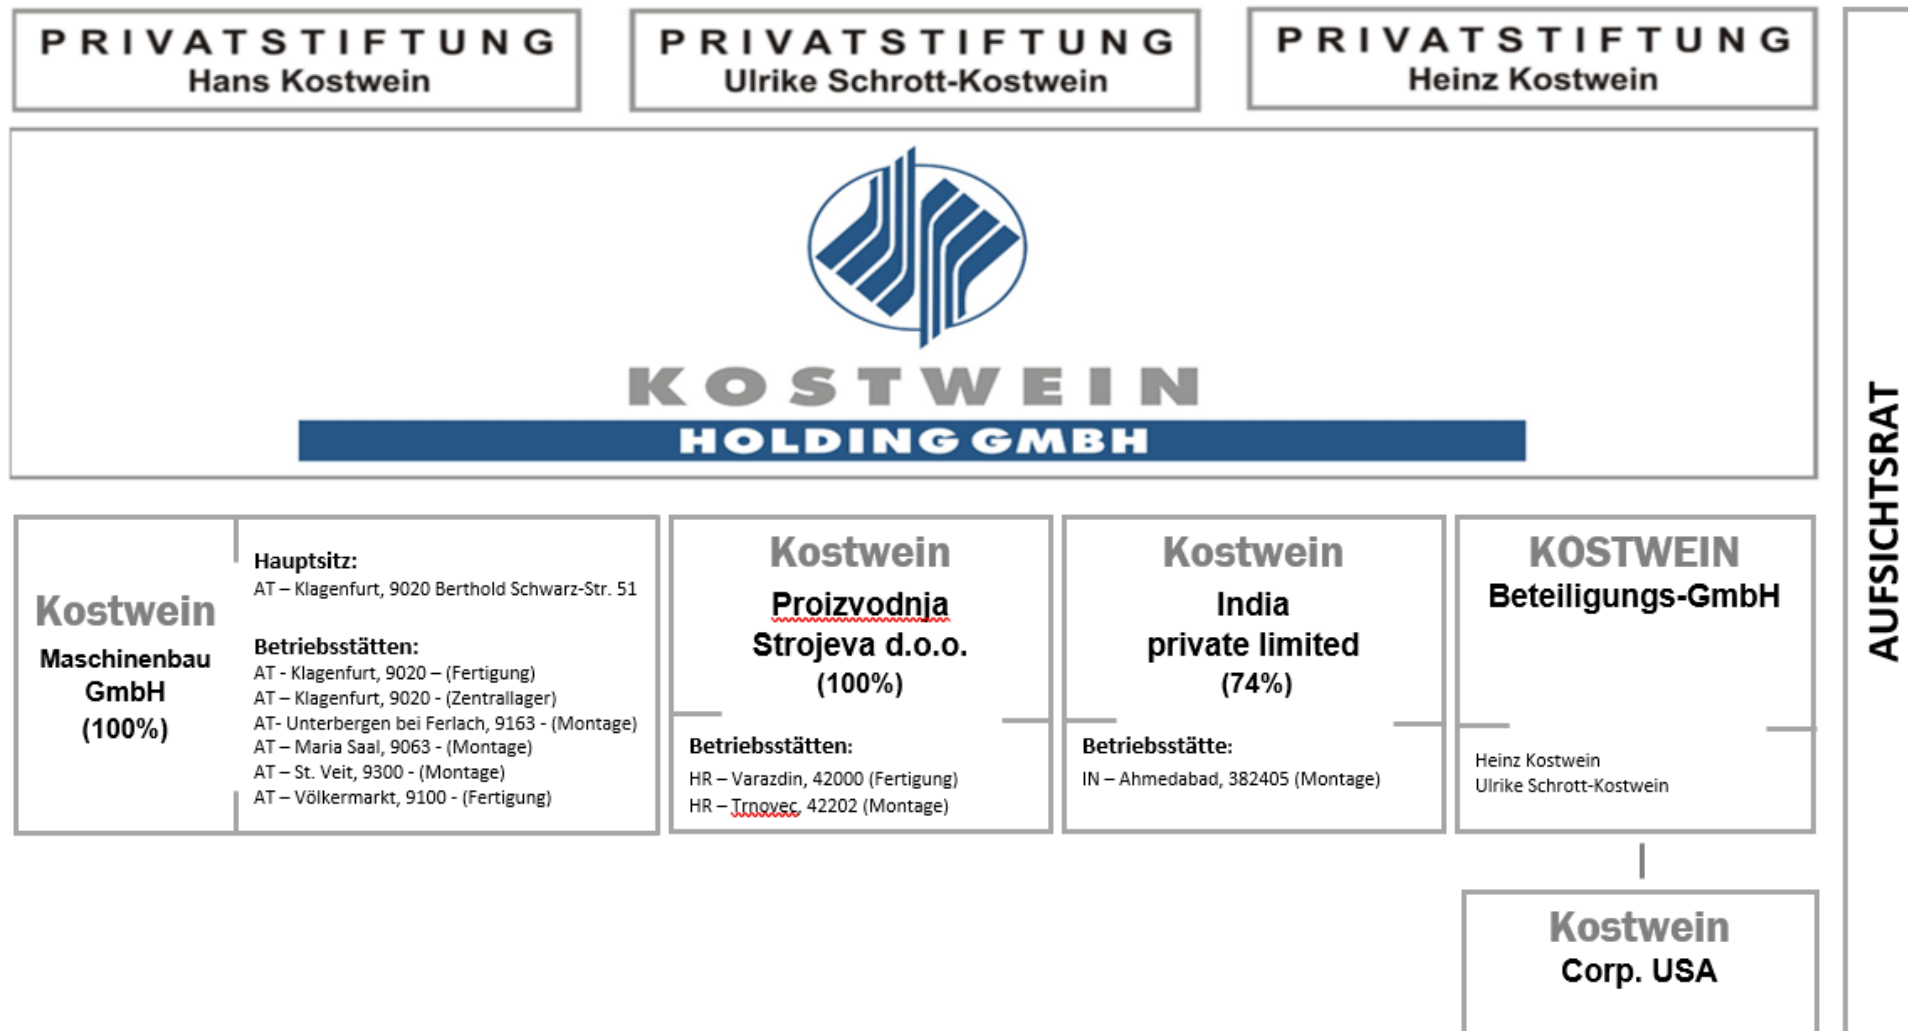 PRIVATSTIFTUNG
Hans Kostwein
PRIVATSTIFTUNG
Ulrike Schrott-Kostwein
PRIVATSTIFTUNG
Heinz Kostwein
KOSTWEIN
HOLDING GMBH
AUFSICHTSRAT
Kostwein
Maschinenbau
GmbH
(100%)
Hauptsitz:
AT – Klagenfurt, 9020 Berthold Schwarz-Str. 51
Betriebsstätten:
AT - Klagenfurt, 9020 – (Fertigung)
AT – Klagenfurt, 9020 - (Zentrallager)
AT- Unterbergen bei Ferlach, 9163 - (Montage)
AT – Maria Saal, 9063 - (Montage)
AT – St. Veit, 9300 - (Montage)
AT – Völkermarkt, 9100 - (Fertigung)
Kostwein
Proizvodnja
Strojeva d.o.o.
(100%)
Betriebsstätten:
HR – Varazdin, 42000 (Fertigung)
HR – Trnovec, 42202 (Montage)
Kostwein
India
private limited
(74%)
Betriebsstätte:
IN – Ahmedabad, 382405 (Montage)
KOSTWEIN
Beteiligungs-GmbH
Heinz Kostwein
Ulrike Schrott-Kostwein
Kostwein
Corp. USA